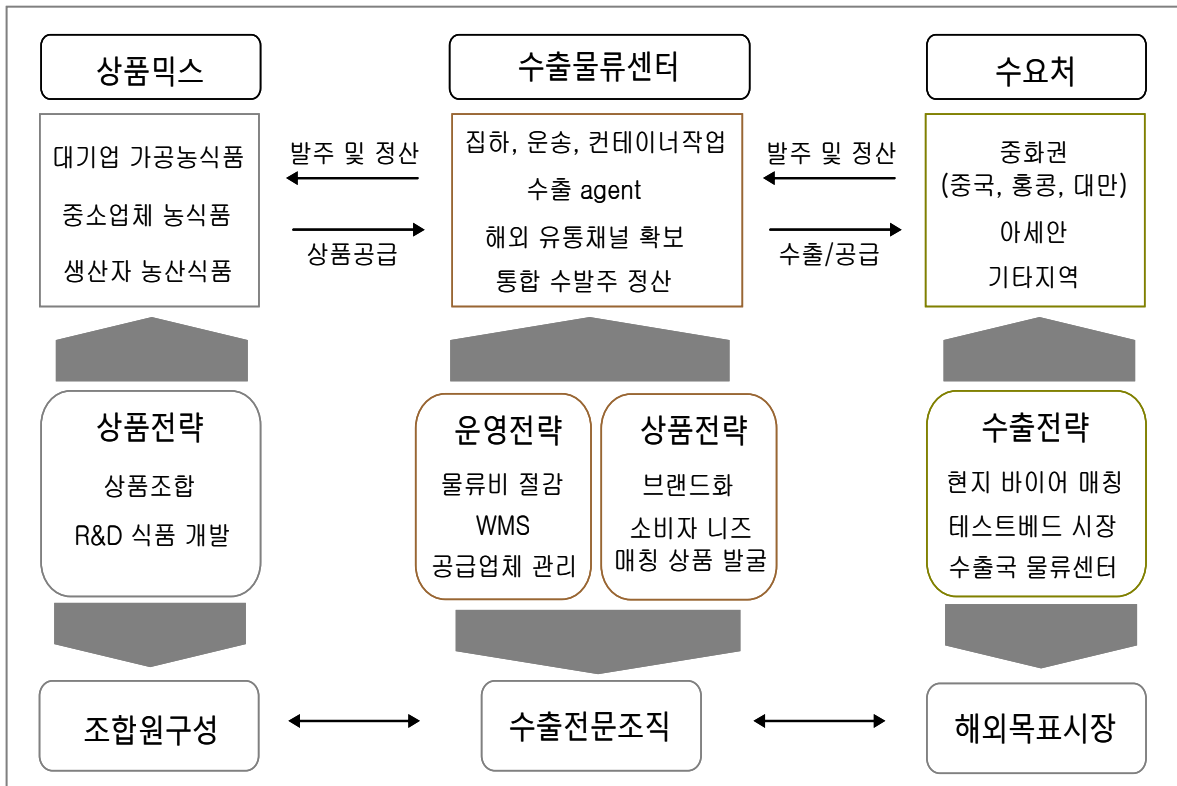 상품믹스
수출물류센터
수요처
대기업 가공농식품
중소업체 농식품
생산자 농산식품
발주 및 정산
상품공급
집하, 운송, 컨테이너작업
수출 agent
해외 유통채널 확보
통합 수발주 정산
발주 및 정산
수출/공급
중화권
(중국, 홍콩, 대만)
아세안
기타지역
상품전략
상품조합
R&D 식품 개발
운영전략
물류비 절감
WMS
공급업체 관리
상품전략
브랜드화
소비자 니즈
매칭 상품 발굴
수출전략
현지 바이어 매칭
테스트베드 시장
수출국 물류센터
조합원구성
수출전문조직
해외목표시장